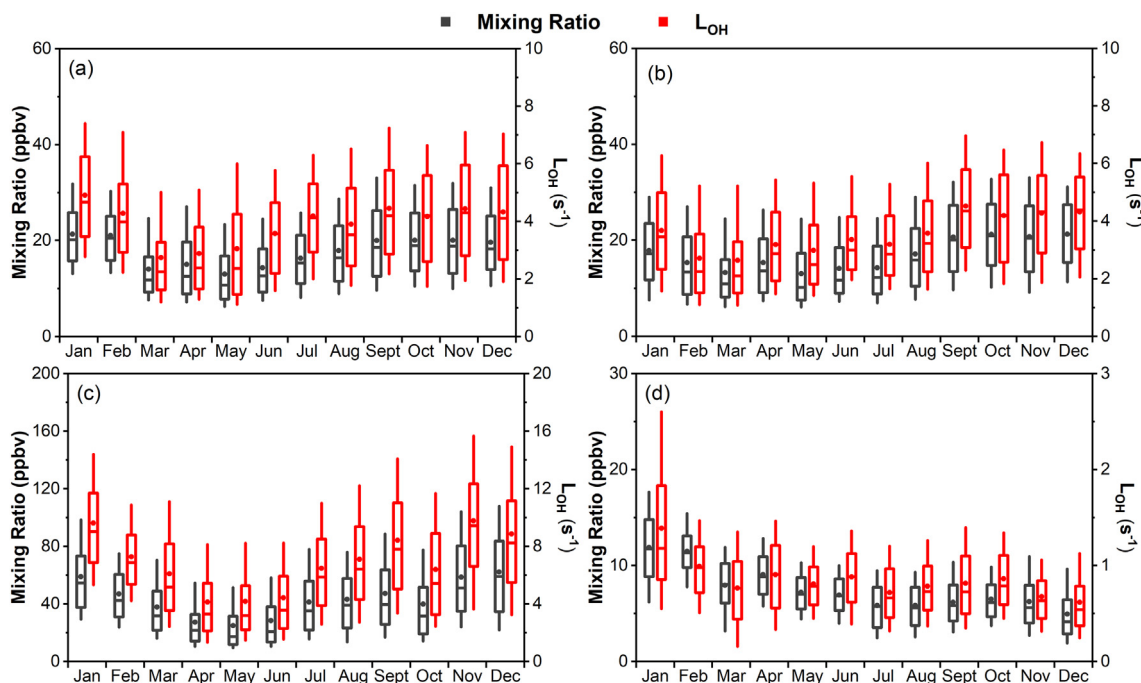 Mixing Ratio L_OH
(a)
Mixing Ratio (ppbv)
60
40
20
0
10
8
6
4
2
0
L_OH (s⁻¹)
Jan Feb Mar Apr May Jun Jul Aug Sept Oct Nov Dec
(b)
Mixing Ratio (ppbv)
60
40
20
0
10
8
6
4
2
0
L_OH (s⁻¹)
Jan Feb Mar Apr May Jun Jul Aug Sept Oct Nov Dec
(c)
Mixing Ratio (ppbv)
200
160
120
80
40
0
20
16
12
8
4
0
L_OH (s⁻¹)
Jan Feb Mar Apr May Jun Jul Aug Sept Oct Nov Dec
(d)
Mixing Ratio (ppbv)
30
20
10
0
3
2
1
0
L_OH (s⁻¹)
Jan Feb Mar Apr May Jun Jul Aug Sept Oct Nov Dec